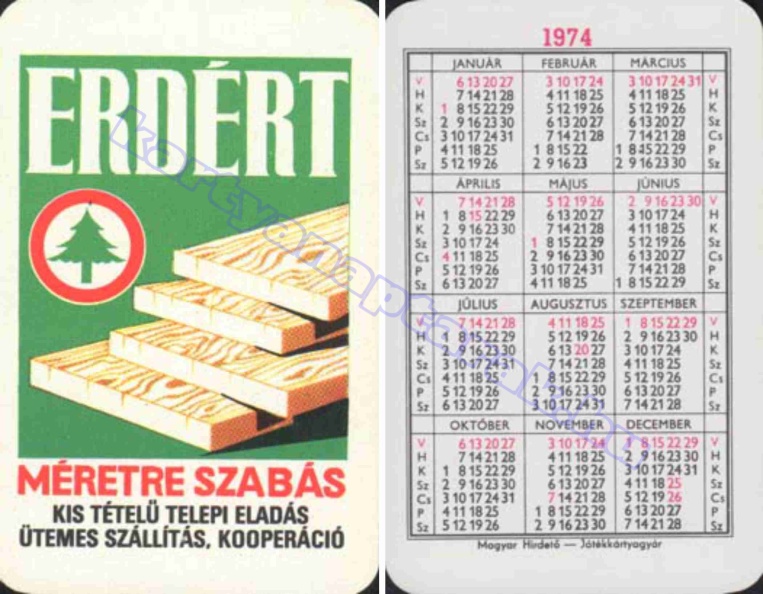 ERDÉRT
MÉRETRE SZABÁS
KIS TÉTELŰ TELEPI ELADÁS
ÜTEMES SZÁLLÍTÁS, KOOPERÁCIÓ
1974
JANUÁR FEBRUÁR MÁRCIUS
V 6 13 20 27 3 10 17 24 3 10 17 24 31 V
H 7 14 21 28 4 11 18 25 4 11 18 25 H
K 1 8 15 22 29 5 12 19 26 5 12 19 26 K
Sz 2 9 16 23 30 6 13 20 27 6 13 20 27 Sz
Cs 3 10 17 24 31 7 14 21 28 7 14 21 28 Cs
P 4 11 18 25 1 8 15 22 1 8 15 22 29 P
Sz 5 12 19 26 2 9 16 23 2 9 16 23 30 Sz
ÁPRILIS MÁJUS JÚNIUS
V 7 14 21 28 5 12 19 26 2 9 16 23 30 V
H 1 8 15 22 29 6 13 20 27 3 10 17 24 H
K 2 9 16 23 30 7 14 21 28 4 11 18 25 K
Sz 3 10 17 24 1 8 15 22 29 5 12 19 26 Sz
Cs 4 11 18 25 2 9 16 23 30 6 13 20 27 Cs
P 5 12 19 26 3 10 17 24 31 7 14 21 28 P
Sz 6 13 20 27 4 11 18 25 1 8 15 22 29 Sz
JÚLIUS AUGUSZTUS SZEPTEMBER
V 7 14 21 28 4 11 18 25 1 8 15 22 29 V
H 1 8 15 22 29 5 12 19 26 2 9 16 23 30 H
K 2 9 16 23 30 6 13 20 27 3 10 17 24 K
Sz 3 10 17 24 31 7 14 21 28 4 11 18 25 Sz
Cs 4 11 18 25 1 8 15 22 29 5 12 19 26 Cs
P 5 12 19 26 2 9 16 23 30 6 13 20 27 P
Sz 6 13 20 27 3 10 17 24 31 7 14 21 28 Sz
OKTÓBER NOVEMBER DECEMBER
V 6 13 20 27 3 10 17 24 1 8 15 22 29 V
H 7 14 21 28 4 11 18 25 2 9 16 23 30 H
K 1 8 15 22 29 5 12 19 26 3 10 17 24 31 K
Sz 2 9 16 23 30 6 13 20 27 4 11 18 25 Sz
Cs 3 10 17 24 31 7 14 21 28 5 12 19 26 Cs
P 4 11 18 25 1 8 15 22 29 6 13 20 27 P
Sz 5 12 19 26 2 9 16 23 30 7 14 21 28 Sz
Magyar Hirdető — Játékkártyagyár